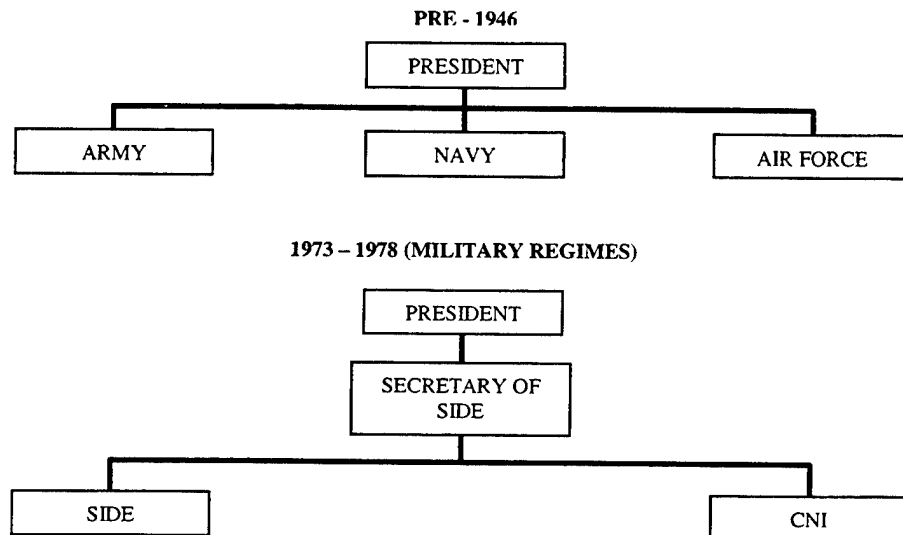 PRE - 1946
PRESIDENT
ARMY
NAVY
AIR FORCE
1973 – 1978 (MILITARY REGIMES)
PRESIDENT
SECRETARY OF
SIDE
SIDE
CNI